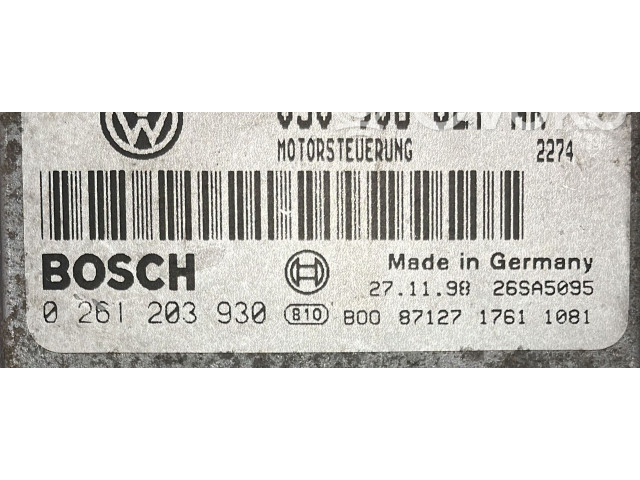 MOTORSTEUERUNG 2274
BOSCH
Made in Germany
27.11.98 26SA5095
0 261 203 930 810 B00 87127 1761 1081